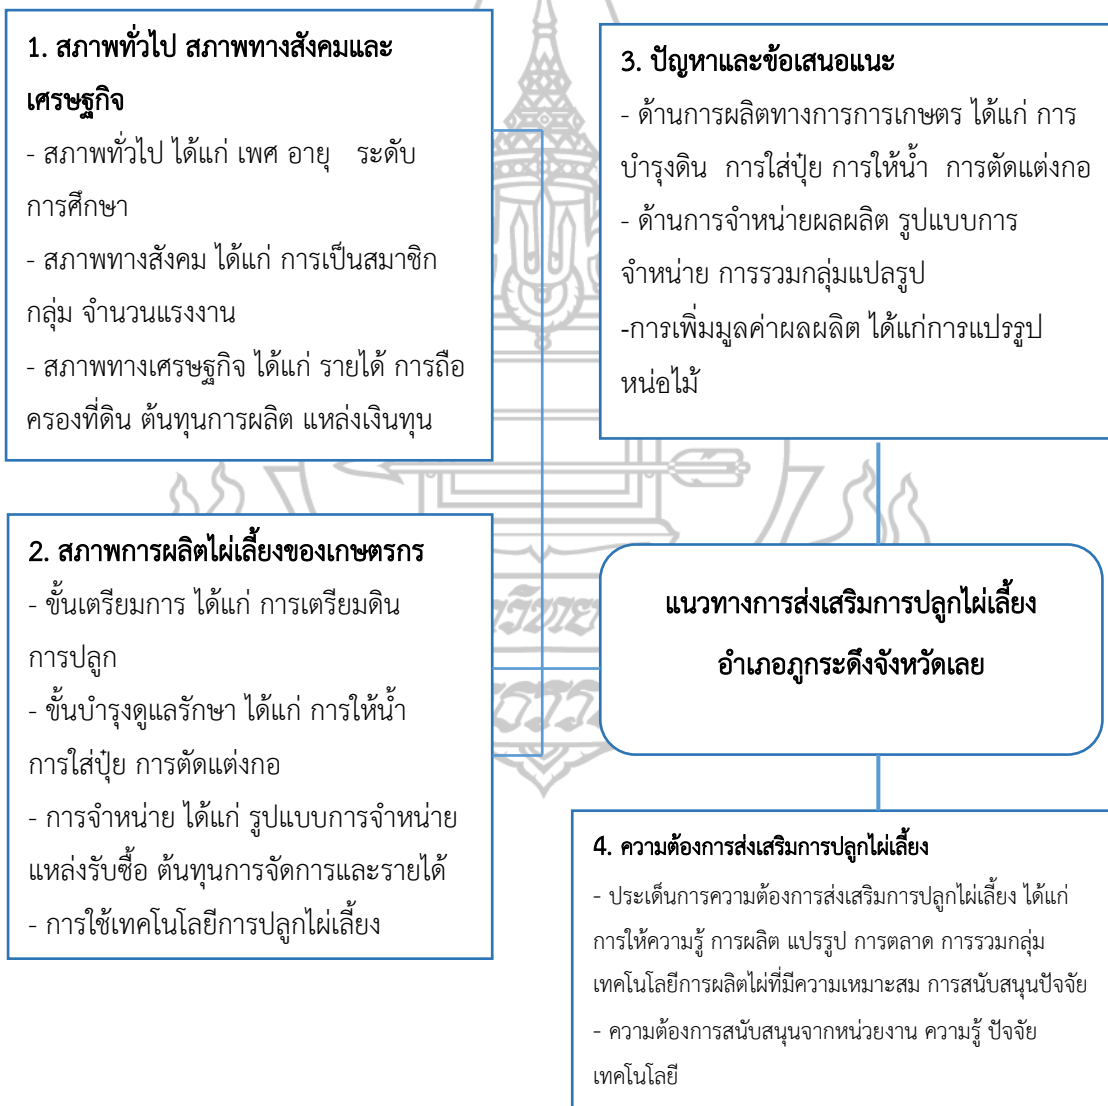 1. สภาพทั่วไป สภาพทางสังคมและ
เศรษฐกิจ
- สภาพทั่วไป ได้แก่ เพศ อายุ ระดับ
การศึกษา
- สภาพทางสังคม ได้แก่ การเป็นสมาชิก
กลุ่ม จำนวนแรงงาน
- สภาพทางเศรษฐกิจ ได้แก่ รายได้ การถือ
ครองที่ดิน ต้นทุนการผลิต แหล่งเงินทุน
2. สภาพการผลิตไผ่เลี้ยงของเกษตรกร
- ขั้นเตรียมการ ได้แก่ การเตรียมดิน
การปลูก
- ขั้นบำรุงดูแลรักษา ได้แก่ การให้น้ำ
การใส่ปุ๋ย การตัดแต่งกอ
- การจำหน่าย ได้แก่ รูปแบบการจำหน่าย
แหล่งรับซื้อ ต้นทุนการจัดการและรายได้
- การใช้เทคโนโลยีการปลูกไผ่เลี้ยง
3. ปัญหาและข้อเสนอแนะ
- ด้านการผลิตทางการการเกษตร ได้แก่ การ
บำรุงดิน การใส่ปุ๋ย การให้น้ำ การตัดแต่งกอ
- ด้านการจำหน่ายผลผลิต รูปแบบการ
จำหน่าย การรวมกลุ่มแปลรูป
-การเพิ่มมูลค่าผลผลิต ได้แก่การแปรรูป
หน่อไม้
แนวทางการส่งเสริมการปลูกไผ่เลี้ยง
อำเภอภูกระดึงจังหวัดเลย
4. ความต้องการส่งเสริมการปลูกไผ่เลี้ยง
- ประเด็นการความต้องการส่งเสริมการปลูกไผ่เลี้ยง ได้แก่
การให้ความรู้ การผลิต แปรรูป การตลาด การรวมกลุ่ม
เทคโนโลยีการผลิตไผ่ที่มีความเหมาะสม การสนับสนุนปัจจัย
- ความต้องการสนับสนุนจากหน่วยงาน ความรู้ ปัจจัย
เทคโนโลยี